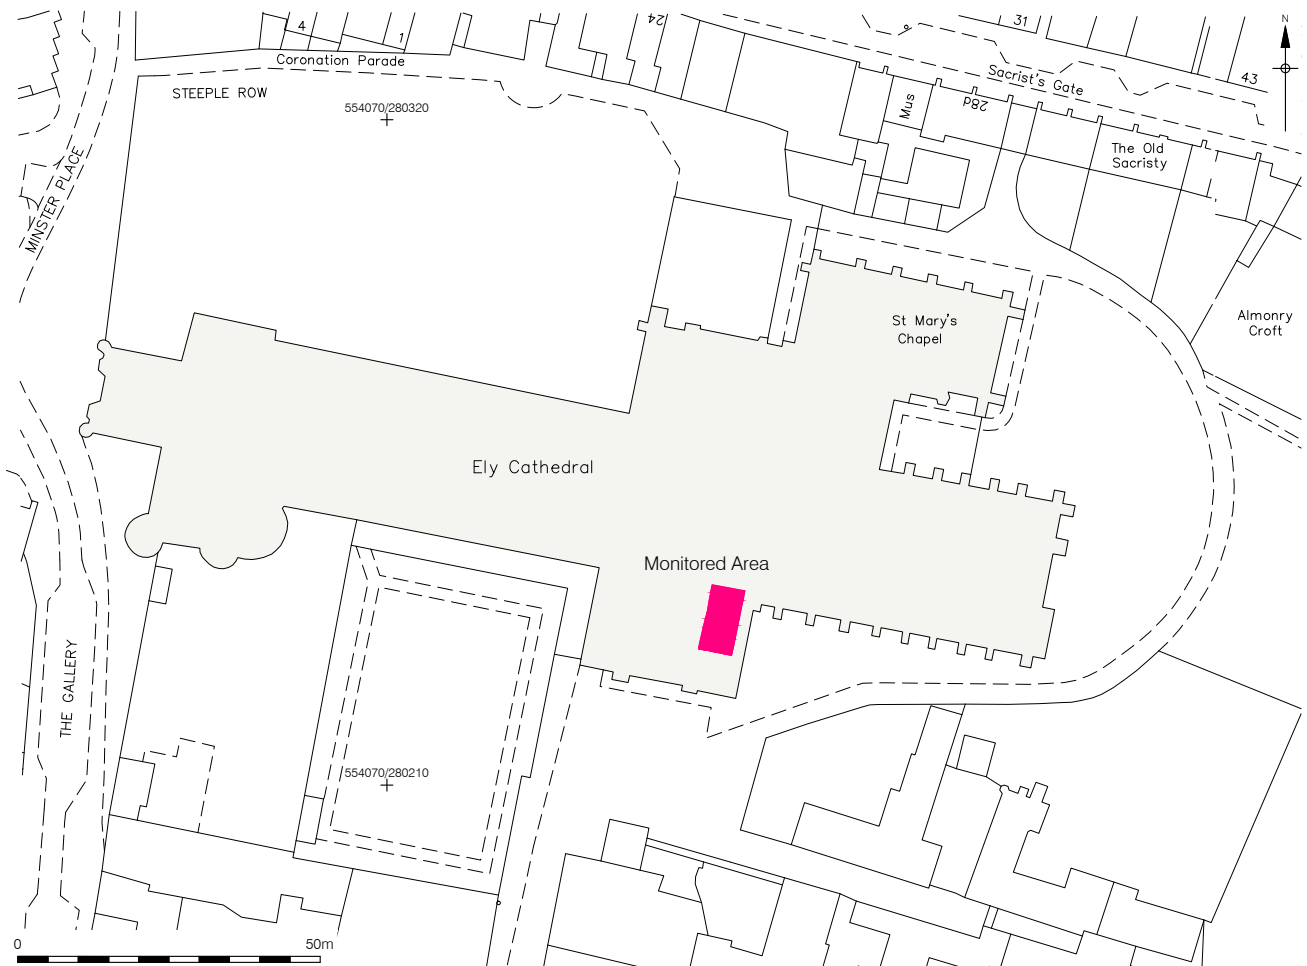 4
1
24
31
N
Coronation Parade
Sacrist's Gate
43
STEEPLE ROW
554070/280320
Mus
28d
The Old
Sacristy
MINSTER PLACE
St Mary's
Chapel
Almonry
Croft
Ely Cathedral
Monitored Area
THE GALLERY
554070/280210
0
50m